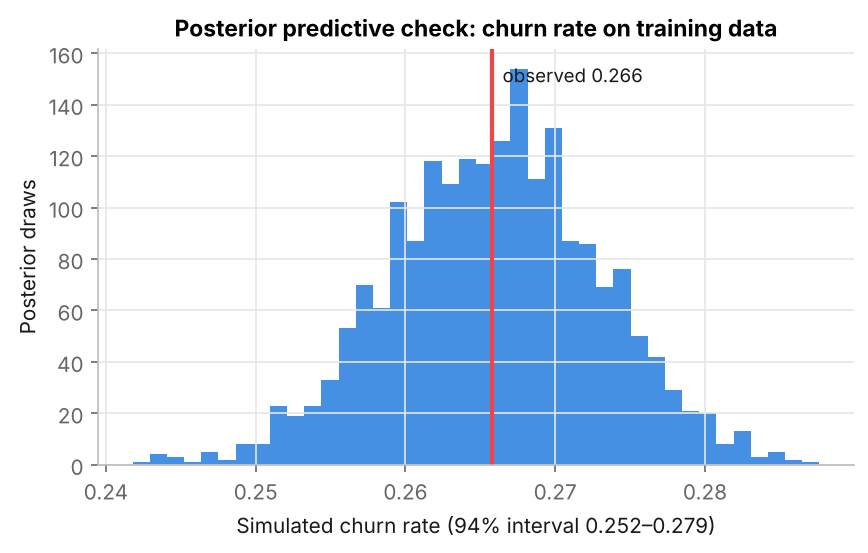 Posterior predictive check: churn rate on training data
observed 0.266
Posterior draws
160
140
120
100
80
60
40
20
0
0.24 0.25 0.26 0.27 0.28
Simulated churn rate (94% interval 0.252–0.279)